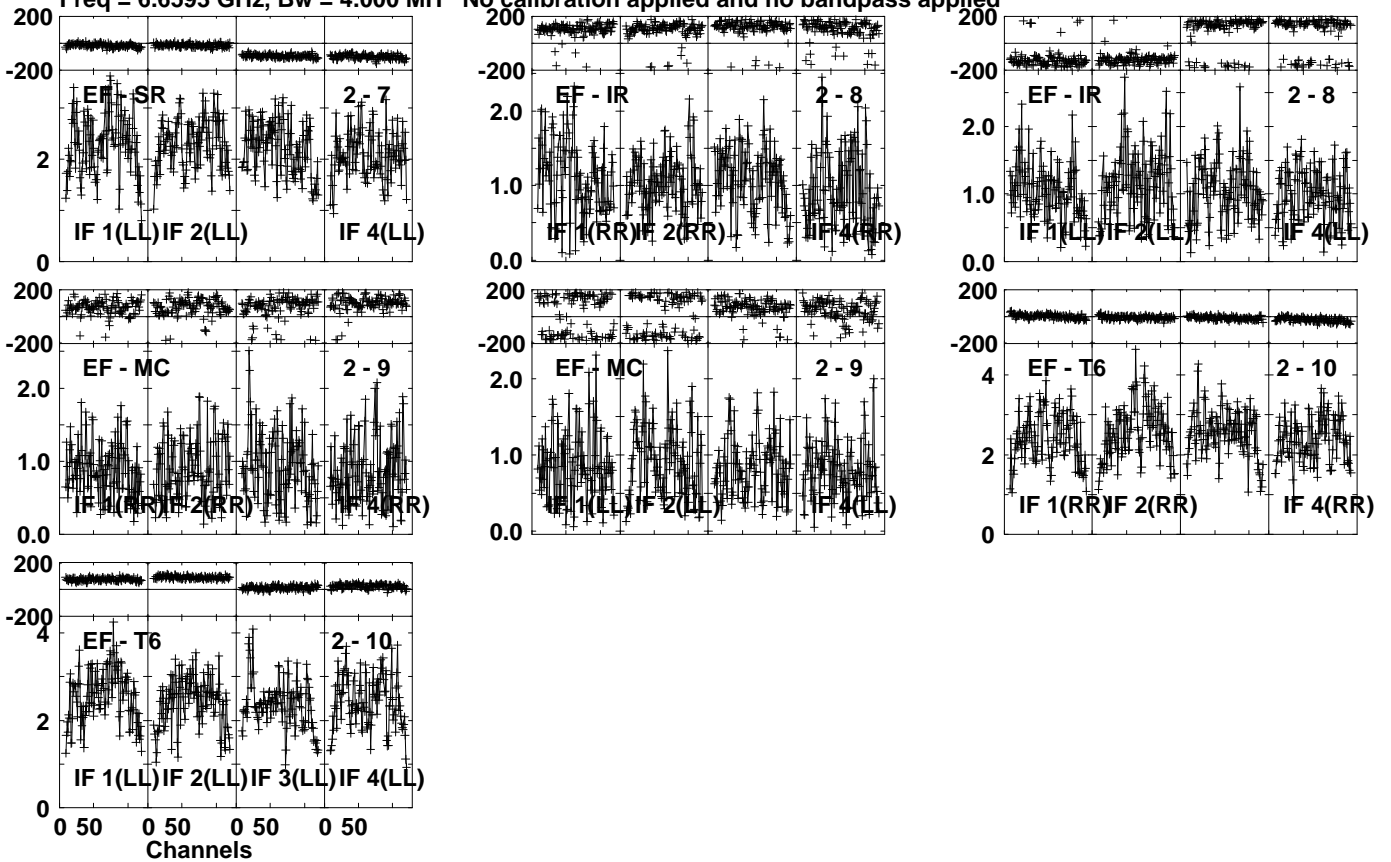 Freq = 6.6593 GHz, Bw = 4.000 MH No calibration applied and no bandpass applied
200
-200
EF - SR 2 - 7
2
0
IF 1(LL) IF 2(LL) IF 4(LL)
200
-200
EF - IR 2 - 8
2.0
1.0
0.0
IF 1(RR) IF 2(RR) IF 4(RR)
200
-200
EF - IR 2 - 8
2.0
1.0
0.0
IF 1(LL) IF 2(LL) IF 4(LL)
200
-200
EF - MC 2 - 9
2.0
1.0
0.0
IF 1(RR) IF 2(RR) IF 4(RR)
200
-200
EF - MC 2 - 9
2.0
1.0
0.0
IF 1(LL) IF 2(LL) IF 4(LL)
200
-200
EF - T6 2 - 10
4
2
0
IF 1(RR) IF 2(RR) IF 4(RR)
200
-200
EF - T6 2 - 10
4
2
0
IF 1(LL) IF 2(LL) IF 3(LL) IF 4(LL)
0 50 0 50 0 50 0 50
Channels